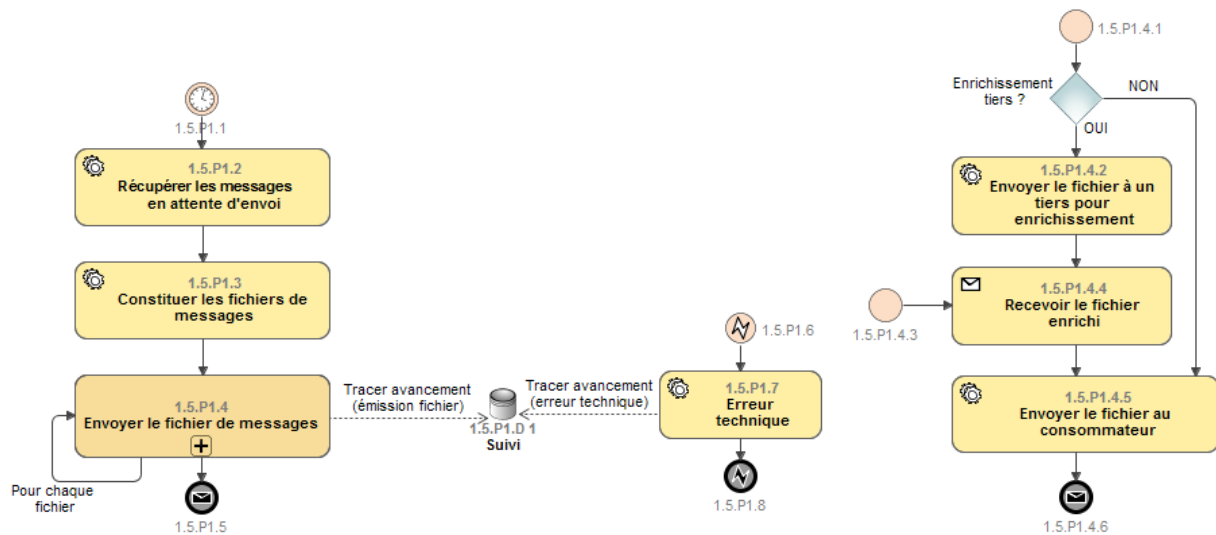 1.5.P1.1
1.5.P1.2
Récupérer les messages
en attente d'envoi
1.5.P1.3
Constituer les fichiers de
messages
1.5.P1.4
Envoyer le fichier de messages
Pour chaque
fichier
1.5.P1.5
Tracer avancement
(émission fichier)
1.5.P1.D 1
Suivi
Tracer avancement
(erreur technique)
1.5.P1.6
1.5.P1.7
Erreur
technique
1.5.P1.8
1.5.P1.4.1
Enrichissement
tiers ?
NON
OUI
1.5.P1.4.2
Envoyer le fichier à un
tiers pour
enrichissement
1.5.P1.4.3
1.5.P1.4.4
Recevoir le fichier
enrichi
1.5.P1.4.5
Envoyer le fichier au
consommateur
1.5.P1.4.6